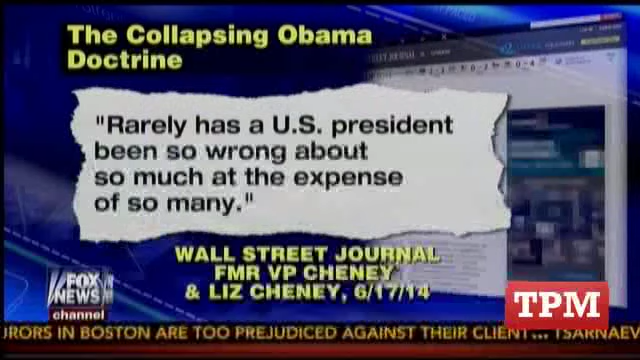 The Collapsing Obama
Doctrine
"Rarely has a U.S. president
been so wrong about
so much at the expense
of so many."
WALL STREET JOURNAL
FMR VP CHENEY
& LIZ CHENEY, 6/17/14
FOX
NEWS
channel
TPM
URORS IN BOSTON ARE TOO PREJUDICED AGAINST THEIR CLIENT... TSARNAEV